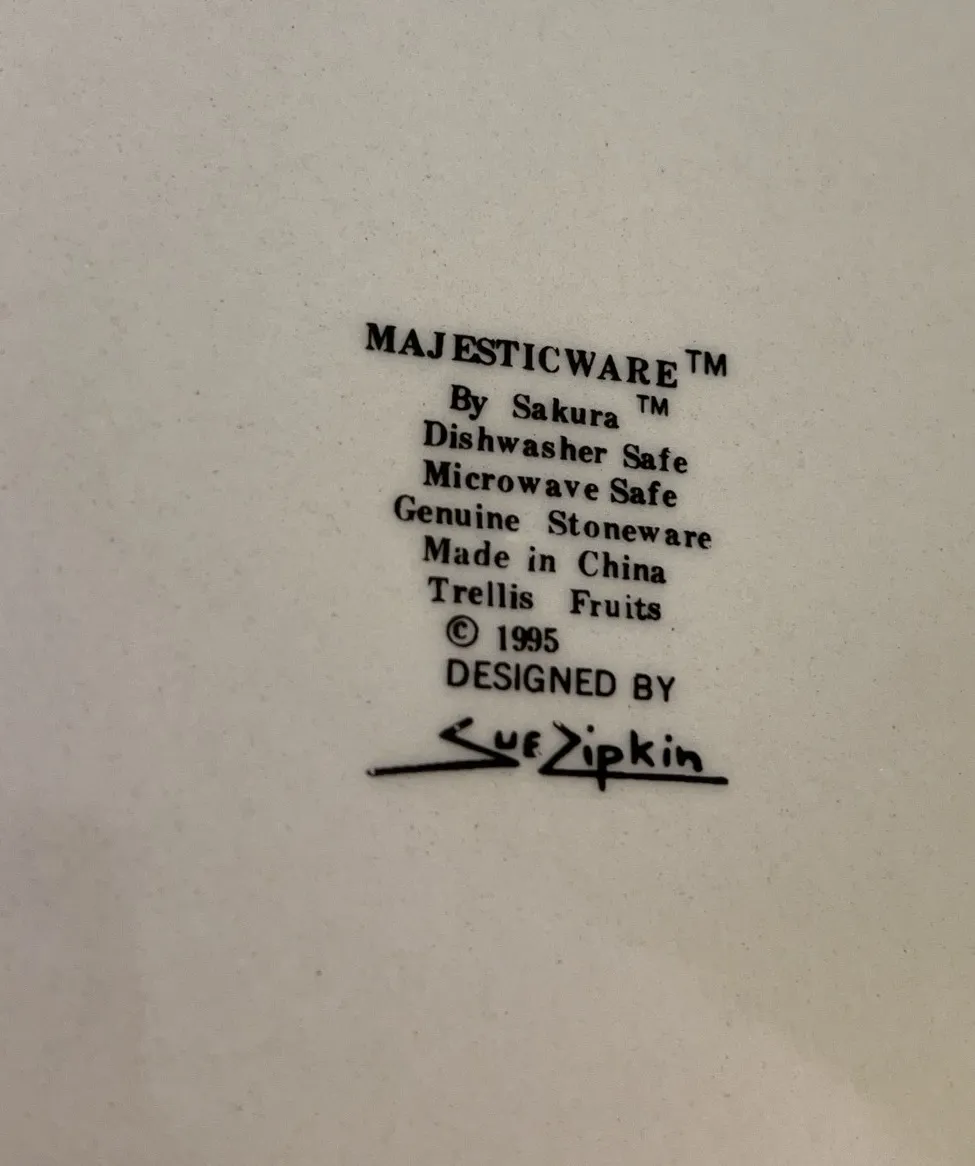 MAJESTICWARE™
By Sakura ™
Dishwasher Safe
Microwave Safe
Genuine Stoneware
Made in China
Trellis Fruits
© 1995
DESIGNED BY
Sue Zipkin